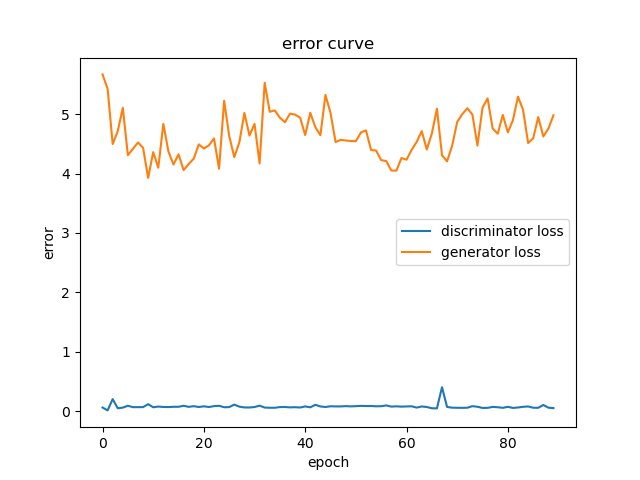 error curve
error
5
4
3
2
1
0
discriminator loss
generator loss
0 20 40 60 80
epoch